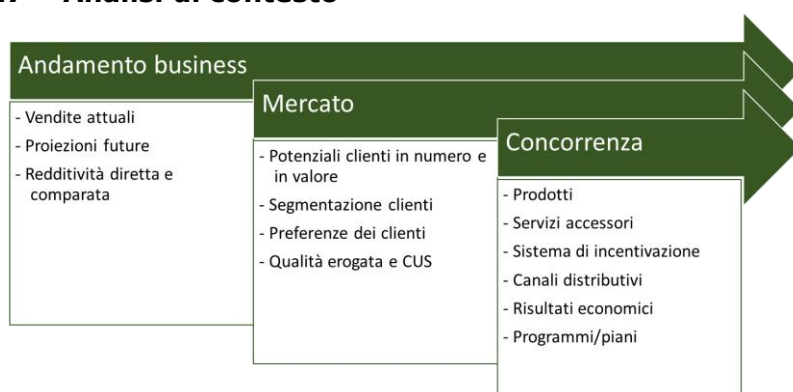 Analisi di contesto
Andamento business
- Vendite attuali
- Proiezioni future
- Redditività diretta e
comparata
Mercato
- Potenziali clienti in numero e
in valore
- Segmentazione clienti
- Preferenze dei clienti
- Qualità erogata e CUS
Concorrenza
- Prodotti
- Servizi accessori
- Sistema di incentivazione
- Canali distributivi
- Risultati economici
- Programmi/piani